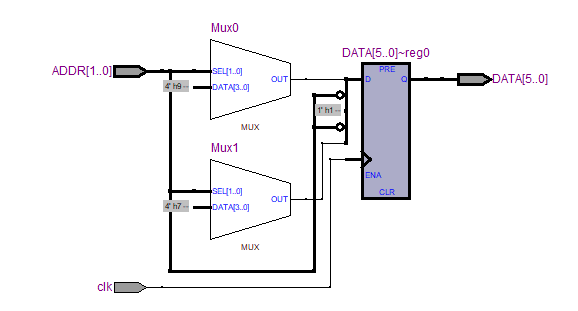 Mux0
DATA[5..0]~reg0
PRE
ADDR[1..0]
SEL[1..0]
OUT
D
Q
DATA[5..0]
4' h9 --
DATA[3..0]
1' h1 --
MUX
Mux1
ENA
SEL[1..0]
OUT
CLR
4' h7 --
DATA[3..0]
MUX
clk